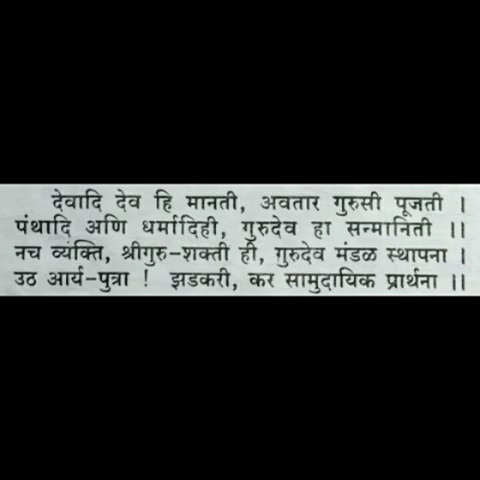 देवादि देव हि मानती, अवतार गुरुसी पूजती ।
पंथादि अणि धर्मादिही, गुरुदेव हा सन्मानिती ।।
नच व्यक्ति, श्रीगुरु-शक्ती ही, गुरुदेव मंडळ स्थापना ।
उठ आर्य-पुत्रा ! झडकरी, कर सामुदायिक प्रार्थना ।।